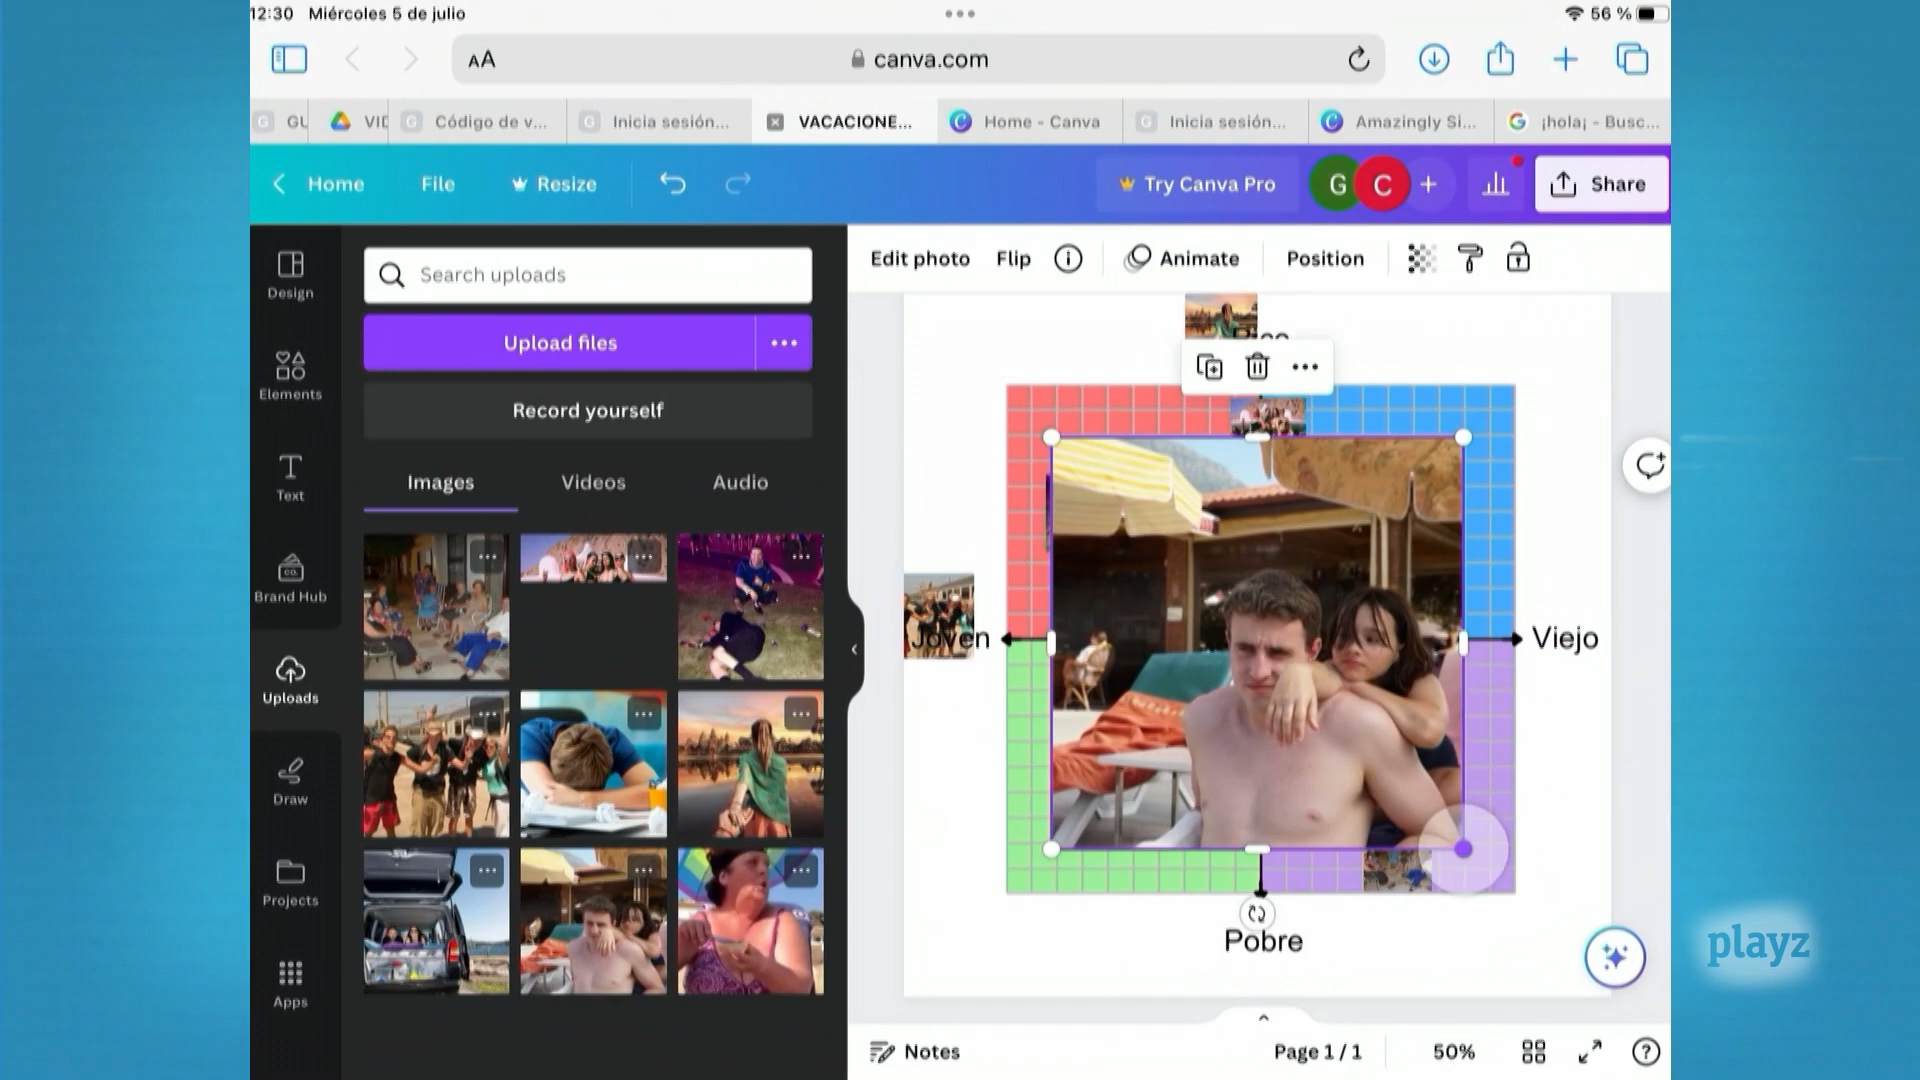 12:30 Miércoles 5 de julio
56 %
AA
canva.com
GU
VID
Código de v...
Inicia sesión...
VACACIONE...
Home - Canva
Inicia sesión...
Amazingly Si...
¡hola¡ - Busc...
Home
File
Resize
Try Canva Pro
G
C
Share
Design
Elements
Text
Brand Hub
Uploads
Draw
Projects
Apps
Search uploads
Upload files
Record yourself
Images
Videos
Audio
Edit photo
Flip
Animate
Position
Rico
Joven
Viejo
Pobre
playz
Notes
Page 1 / 1
50%